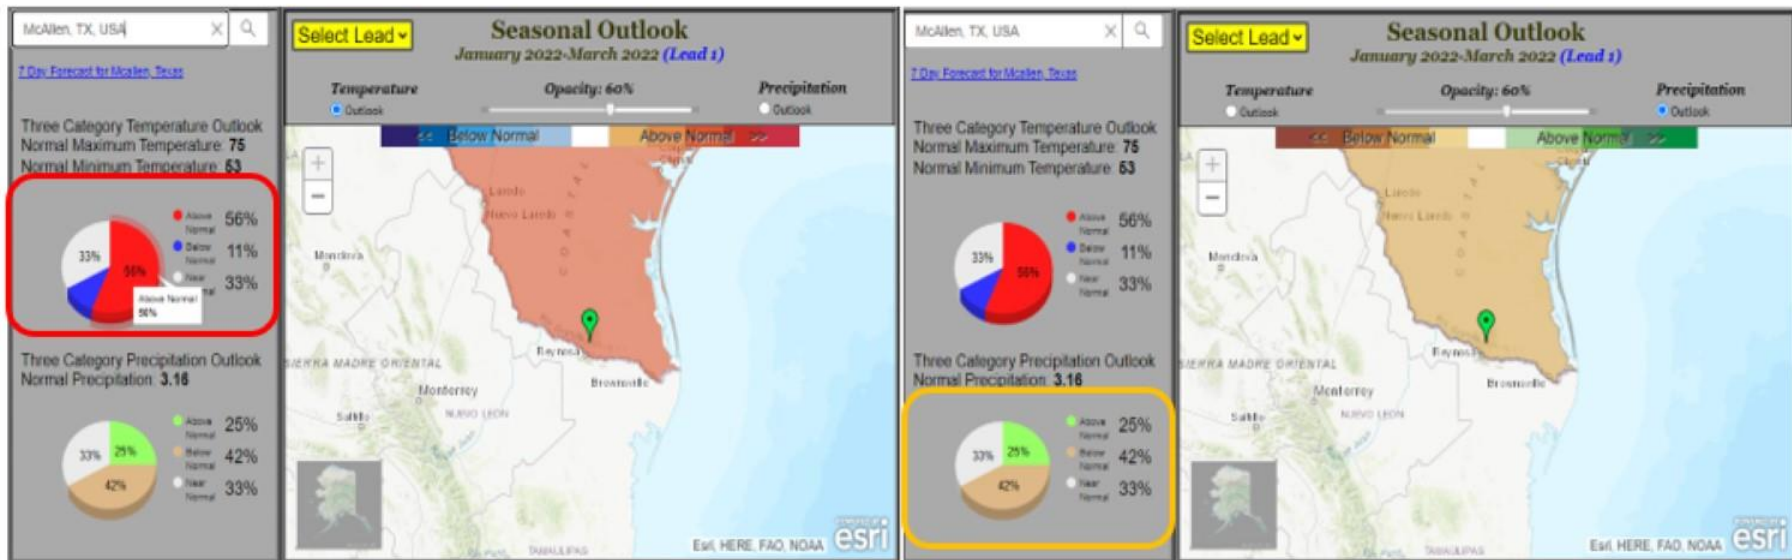 McAllen, TX, USA
7 Day Forecast for Mcallen, Texas
Three Category Temperature Outlook
Normal Maximum Temperature: 75
Normal Minimum Temperature: 53
33%
56%
Above Normal
56%
Above Normal 56%
Below Normal 11%
Near Normal 33%
Three Category Precipitation Outlook
Normal Precipitation: 3.16
33%
25%
42%
Above Normal 25%
Below Normal 42%
Near Normal 33%
Select Lead
Seasonal Outlook
January 2022-March 2022 (Lead 1)
Temperature
Opacity: 60%
Precipitation
Outlook
Outlook
<< Below Normal
Above Normal >>
+
−
Laredo
Nuevo Laredo
COASTAL
Monclova
Reynosa
SIERRA MADRE ORIENTAL
Monterrey
Brownsville
Saltillo
NUEVO LEON
TAMAULIPAS
Esri, HERE, FAO, NOAA
POWERED BY
esri
McAllen, TX, USA
7 Day Forecast for Mcallen, Texas
Three Category Temperature Outlook
Normal Maximum Temperature: 75
Normal Minimum Temperature: 53
33%
56%
Above Normal 56%
Below Normal 11%
Near Normal 33%
Three Category Precipitation Outlook
Normal Precipitation: 3.16
33%
25%
42%
Above Normal 25%
Below Normal 42%
Near Normal 33%
Select Lead
Seasonal Outlook
January 2022-March 2022 (Lead 1)
Temperature
Opacity: 60%
Precipitation
Outlook
Outlook
<< Below Normal
Above Normal >>
+
−
Laredo
Nuevo Laredo
COASTAL
Monclova
Reynosa
SIERRA MADRE ORIENTAL
Monterrey
Brownsville
Saltillo
NUEVO LEON
TAMAULIPAS
Esri, HERE, FAO, NOAA
POWERED BY
esri